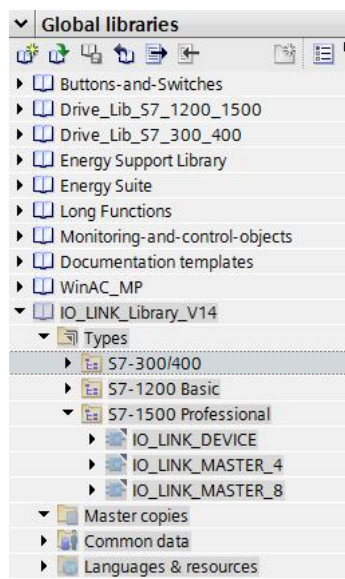 Global libraries
Buttons-and-Switches
Drive_Lib_S7_1200_1500
Drive_Lib_S7_300_400
Energy Support Library
Energy Suite
Long Functions
Monitoring-and-control-objects
Documentation templates
WinAC_MP
IO_LINK_Library_V14
Types
S7-300/400
S7-1200 Basic
S7-1500 Professional
IO_LINK_DEVICE
IO_LINK_MASTER_4
IO_LINK_MASTER_8
Master copies
Common data
Languages & resources